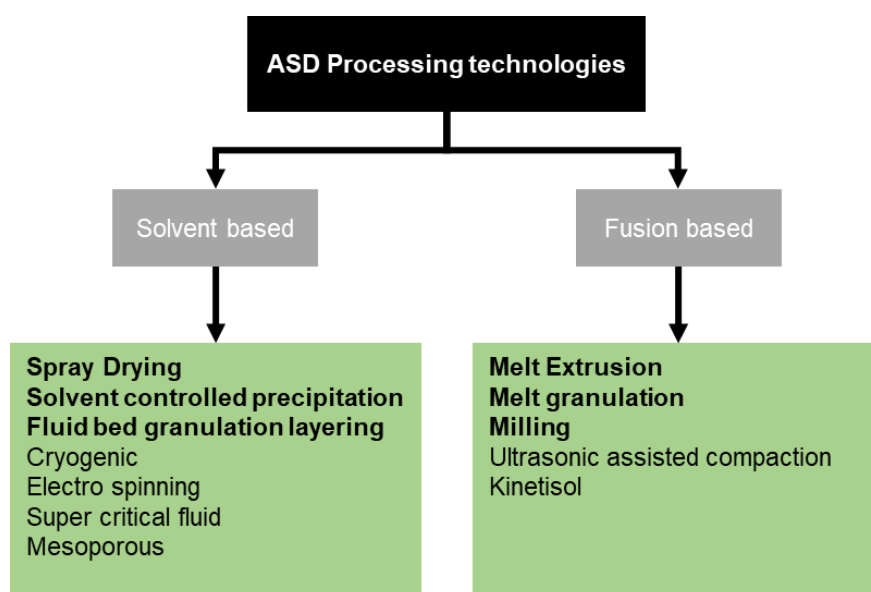 ASD Processing technologies
Solvent based
Fusion based
Spray Drying
Solvent controlled precipitation
Fluid bed granulation layering
Cryogenic
Electro spinning
Super critical fluid
Mesoporous
Melt Extrusion
Melt granulation
Milling
Ultrasonic assisted compaction
Kinetisol